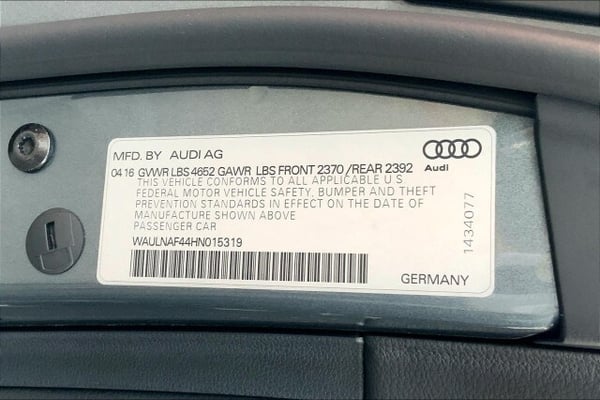 MFD. BY AUDI AG
Audi
04 16 GVWR LBS 4652 GAWR LBS FRONT 2370 / REAR 2392
THIS VEHICLE CONFORMS TO ALL APPLICABLE U.S
FEDERAL MOTOR VEHICLE SAFETY, BUMPER AND THEFT
PREVENTION STANDARDS IN EFFECT ON THE DATE OF
MANUFACTURE SHOWN ABOVE
PASSENGER CAR
WAULNAF44HN015319
GERMANY
1434077